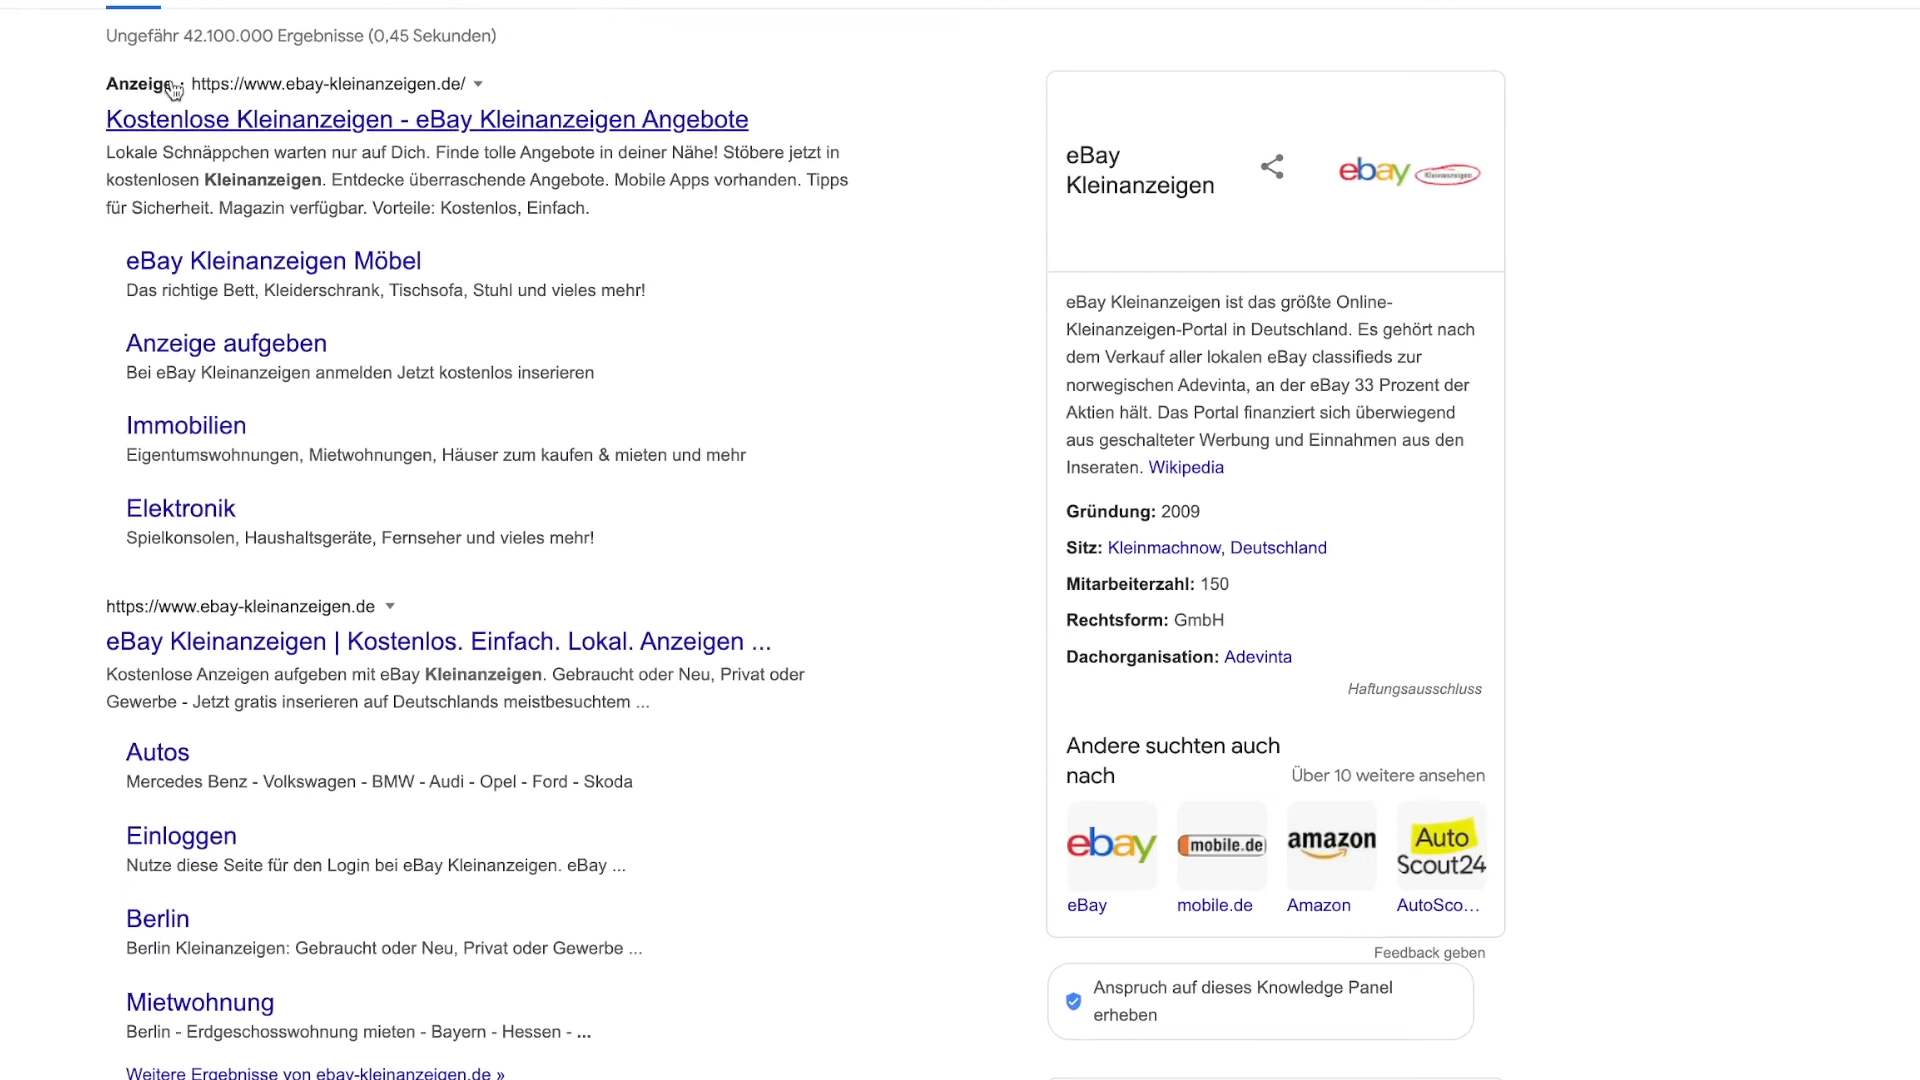 Ungefähr 42.100.000 Ergebnisse (0,45 Sekunden)
Anzeige · https://www.ebay-kleinanzeigen.de/
Kostenlose Kleinanzeigen - eBay Kleinanzeigen Angebote
Lokale Schnäppchen warten nur auf Dich. Finde tolle Angebote in deiner Nähe! Stöbere jetzt in
kostenlosen Kleinanzeigen. Entdecke überraschende Angebote. Mobile Apps vorhanden. Tipps
für Sicherheit. Magazin verfügbar. Vorteile: Kostenlos, Einfach.
eBay Kleinanzeigen Möbel
Das richtige Bett, Kleiderschrank, Tischsofa, Stuhl und vieles mehr!
Anzeige aufgeben
Bei eBay Kleinanzeigen anmelden Jetzt kostenlos inserieren
Immobilien
Eigentumswohnungen, Mietwohnungen, Häuser zum kaufen & mieten und mehr
Elektronik
Spielkonsolen, Haushaltsgeräte, Fernseher und vieles mehr!
https://www.ebay-kleinanzeigen.de
eBay Kleinanzeigen | Kostenlos. Einfach. Lokal. Anzeigen ...
Kostenlose Anzeigen aufgeben mit eBay Kleinanzeigen. Gebraucht oder Neu, Privat oder
Gewerbe - Jetzt gratis inserieren auf Deutschlands meistbesuchtem ...
Autos
Mercedes Benz - Volkswagen - BMW - Audi - Opel - Ford - Skoda
Einloggen
Nutze diese Seite für den Login bei eBay Kleinanzeigen. eBay ...
Berlin
Berlin Kleinanzeigen: Gebraucht oder Neu, Privat oder Gewerbe ...
Mietwohnung
Berlin - Erdgeschosswohnung mieten - Bayern - Hessen - ...
Weitere Ergebnisse von ebay-kleinanzeigen.de »
eBay
Kleinanzeigen
ebay Kleinanzeigen
eBay Kleinanzeigen ist das größte Online-
Kleinanzeigen-Portal in Deutschland. Es gehört nach
dem Verkauf aller lokalen eBay classifieds zur
norwegischen Adevinta, an der eBay 33 Prozent der
Aktien hält. Das Portal finanziert sich überwiegend
aus geschalteter Werbung und Einnahmen aus den
Inseraten. Wikipedia
Gründung: 2009
Sitz: Kleinmachnow, Deutschland
Mitarbeiterzahl: 150
Rechtsform: GmbH
Dachorganisation: Adevinta
Haftungsausschluss
Andere suchten auch
nach
Über 10 weitere ansehen
ebay
mobile.de
amazon
Auto
Scout24
eBay
mobile.de
Amazon
AutoSco...
Feedback geben
Anspruch auf dieses Knowledge Panel
erheben